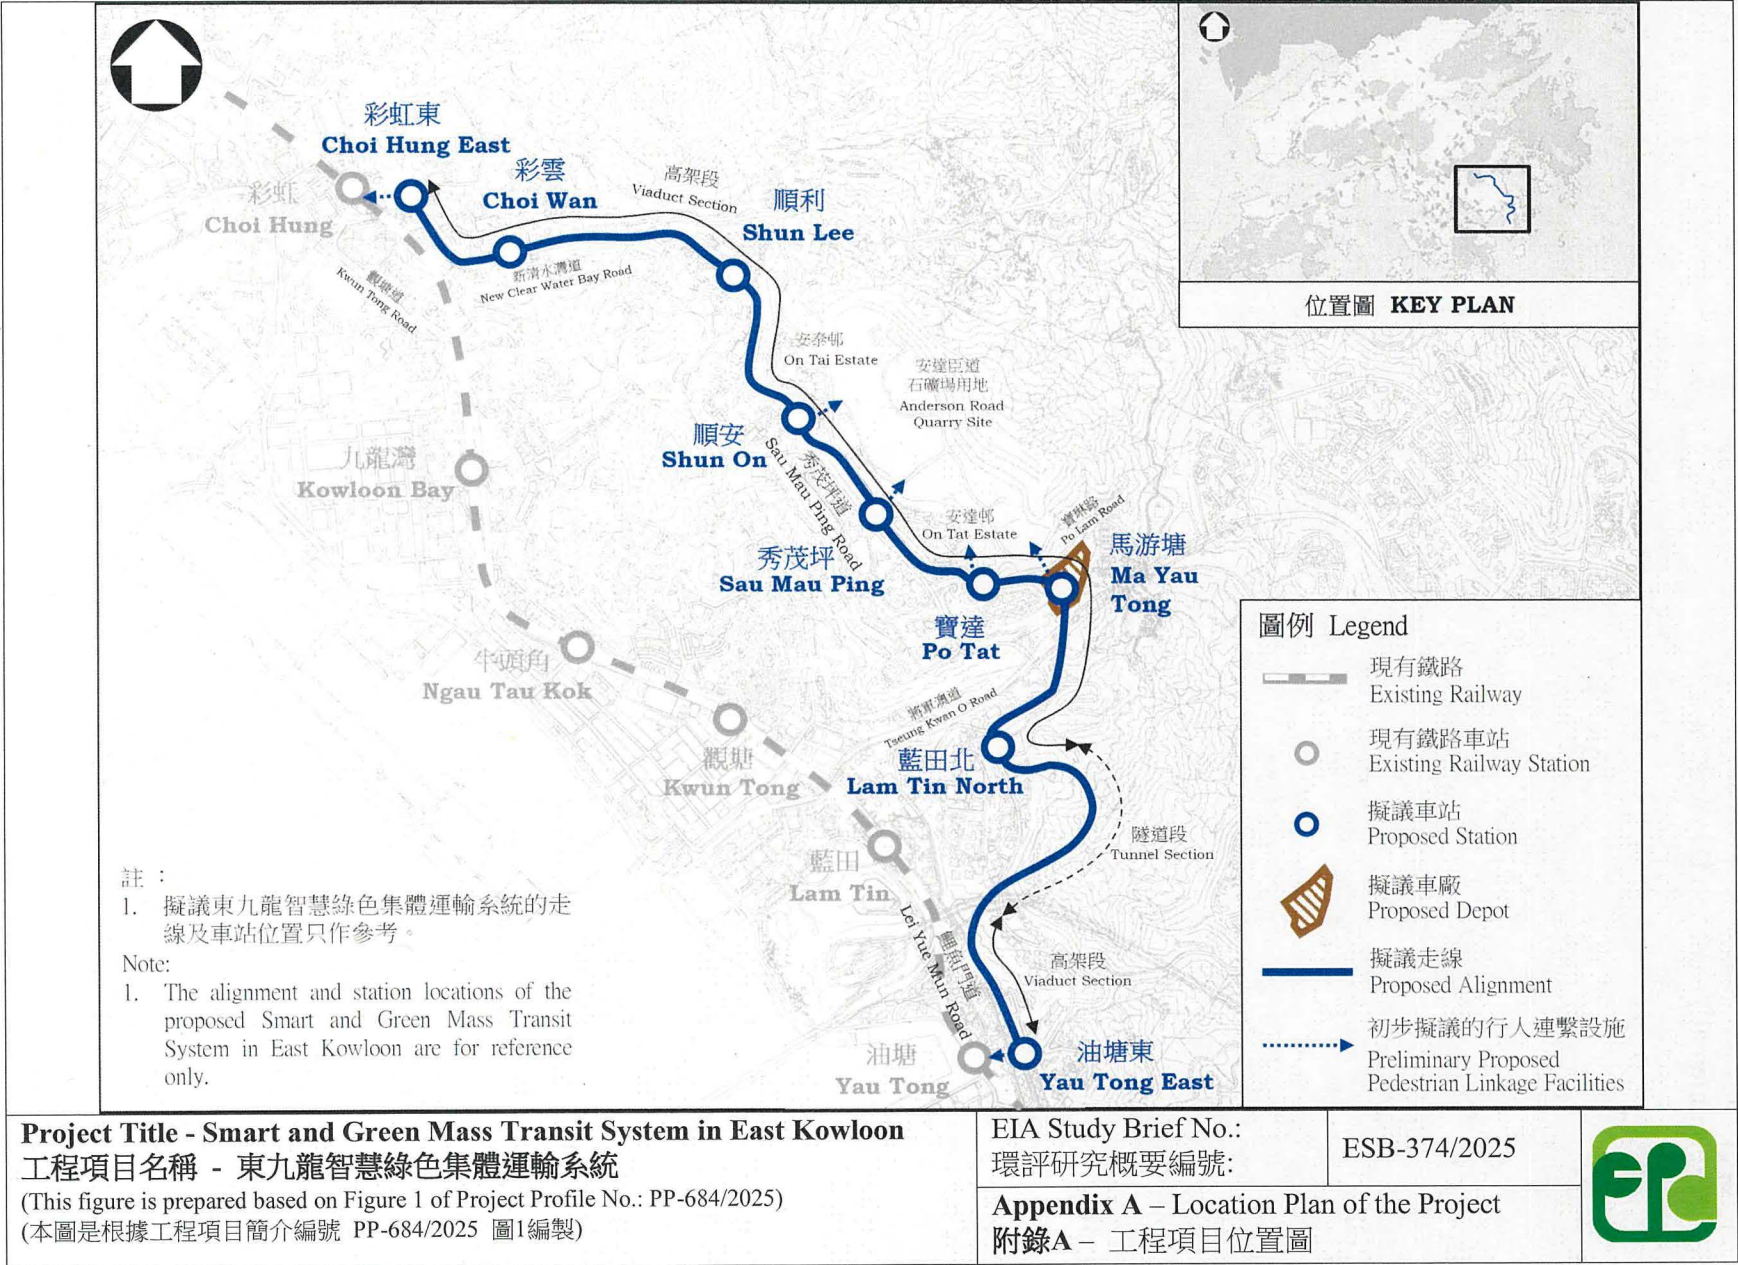 彩虹東
Choi Hung East
彩虹
Choi Hung
彩雲
Choi Wan
高架段
Viaduct Section
順利
Shun Lee
觀塘道
Kwun Tong Road
新清水灣道
New Clear Water Bay Road
安泰邨
On Tai Estate
安達臣道
石礦場用地
Anderson Road
Quarry Site
順安
Shun On
秀茂坪道
Sau Mau Ping Road
九龍灣
Kowloon Bay
安達邨
On Tat Estate
寶琳路
Po Lam Road
秀茂坪
Sau Mau Ping
馬游塘
Ma Yau
Tong
寶達
Po Tat
牛頭角
Ngau Tau Kok
將軍澳道
Tseung Kwan O Road
觀塘
Kwun Tong
藍田北
Lam Tin North
隧道段
Tunnel Section
藍田
Lam Tin
鯉魚門道
Lei Yue Mun Road
高架段
Viaduct Section
油塘
Yau Tong
油塘東
Yau Tong East
位置圖 KEY PLAN
圖例 Legend
現有鐵路
Existing Railway
現有鐵路車站
Existing Railway Station
擬議車站
Proposed Station
擬議車廠
Proposed Depot
擬議走線
Proposed Alignment
初步擬議的行人連繫設施
Preliminary Proposed
Pedestrian Linkage Facilities
註：
1. 擬議東九龍智慧綠色集體運輸系統的走
線及車站位置只作參考。
Note:
1. The alignment and station locations of the
proposed Smart and Green Mass Transit
System in East Kowloon are for reference
only.
Project Title - Smart and Green Mass Transit System in East Kowloon
工程項目名稱 - 東九龍智慧綠色集體運輸系統
(This figure is prepared based on Figure 1 of Project Profile No.: PP-684/2025)
(本圖是根據工程項目簡介編號 PP-684/2025 圖1編製)
EIA Study Brief No.:
環評研究概要編號:
ESB-374/2025
Appendix A – Location Plan of the Project
附錄A – 工程項目位置圖